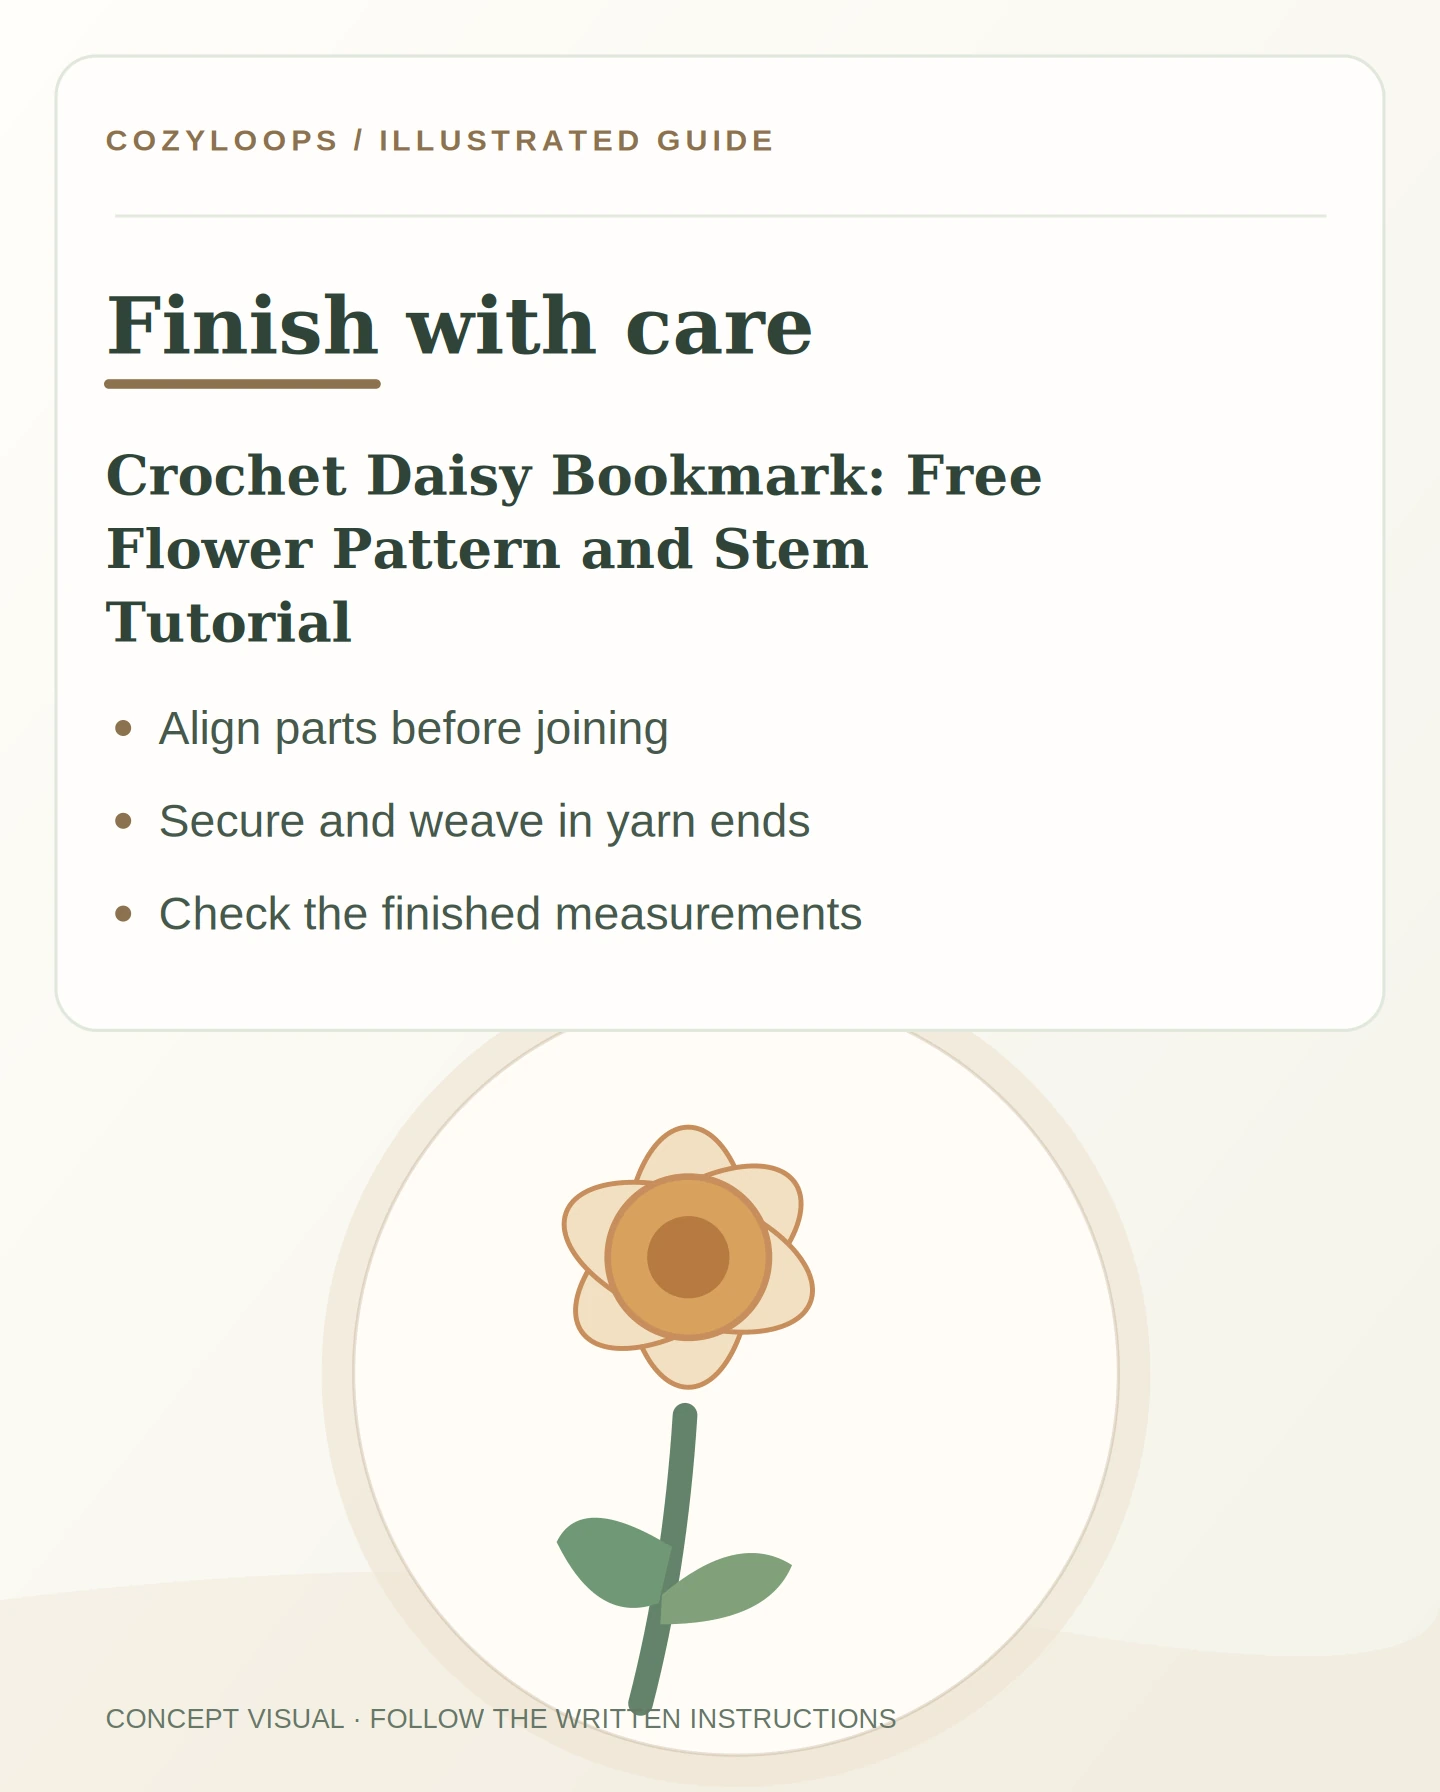 COZYLOOPS / ILLUSTRATED GUIDE
Finish with care
Crochet Daisy Bookmark: Free
Flower Pattern and Stem
Tutorial
• Align parts before joining
• Secure and weave in yarn ends
• Check the finished measurements
CONCEPT VISUAL · FOLLOW THE WRITTEN INSTRUCTIONS